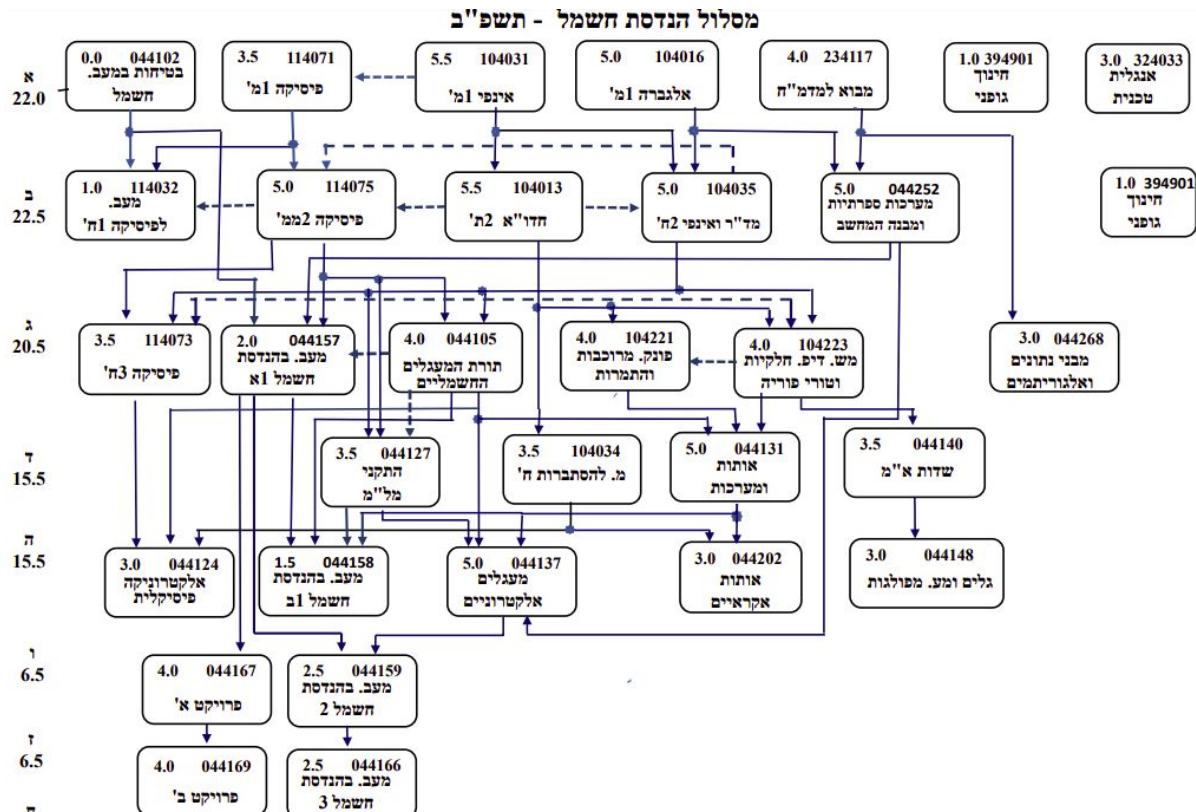 מסלול הנדסת חשמל - תשפ"ב
א
22.0
044102 0.0
בטיחות במעב.
חשמל
114071 3.5
פיסיקה 1מ'
104031 5.5
אינפי 1מ'
104016 5.0
אלגברה 1מ'
234117 4.0
מבוא למדמ"ח
394901 1.0
חינוך
גופני
324033 3.0
אנגלית
טכנית
ב
22.5
114032 1.0
מעב.
לפיסיקה 1ח'
114075 5.0
פיסיקה 2ממ'
104013 5.5
חדו"א 2ת'
104035 5.0
מד"ר ואינפי 2ח'
044252 5.0
מערכות ספרתיות
ומבנה המחשב
394901 1.0
חינוך
גופני
ג
20.5
114073 3.5
פיסיקה 3ח'
044157 2.0
מעב. בהנדסת
חשמל 1א
044105 4.0
תורת המעגלים
החשמליים
104221 4.0
פונק. מרוכבות
והתמרות
104223 4.0
מש. דיפ. חלקיות
וטורי פוריה
044268 3.0
מבני נתונים
ואלגוריתמים
ד
15.5
044127 3.5
התקני
מל"מ
104034 3.5
מ. להסתברות ח'
044131 5.0
אותות
ומערכות
044140 3.5
שדות א"מ
ה
15.5
044124 3.0
אלקטרוניקה
פיסיקלית
044158 1.5
מעב. בהנדסת
חשמל 1ב
044137 5.0
מעגלים
אלקטרוניים
044202 3.0
אותות
אקראיים
044148 3.0
גלים ומע. מפולגות
ו
6.5
044167 4.0
פרויקט א'
044159 2.5
מעב. בהנדסת
חשמל 2
ז
6.5
044169 4.0
פרויקט ב'
044166 2.5
מעב. בהנדסת
חשמל 3